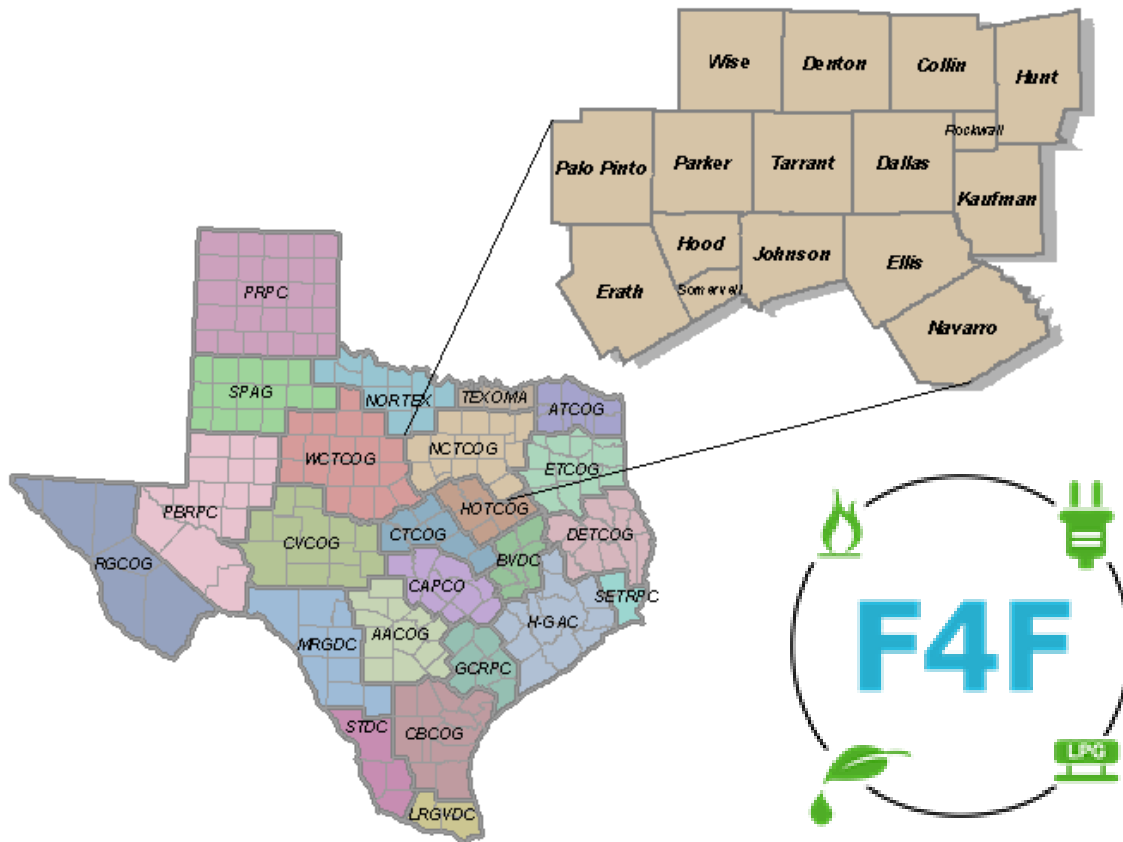 Wise
Denton
Collin
Hunt
Rockwall
Palo Pinto
Parker
Tarrant
Dallas
Kaufman
Hood
Johnson
Ellis
Erath
Somervell
Navarro
PRPC
SPAG
NORTEX
TEXOMA
ATCOG
WCTCOG
NCTCOG
ETCOG
PBRPC
HOTCOG
RGCOG
CVCOG
CTCOG
BVDC
DETCOG
CAPCO
SETRPC
MRGDC
AACOG
H-GAC
GCRPC
STDC
CBCOG
LRGVDC
F4F
LPG